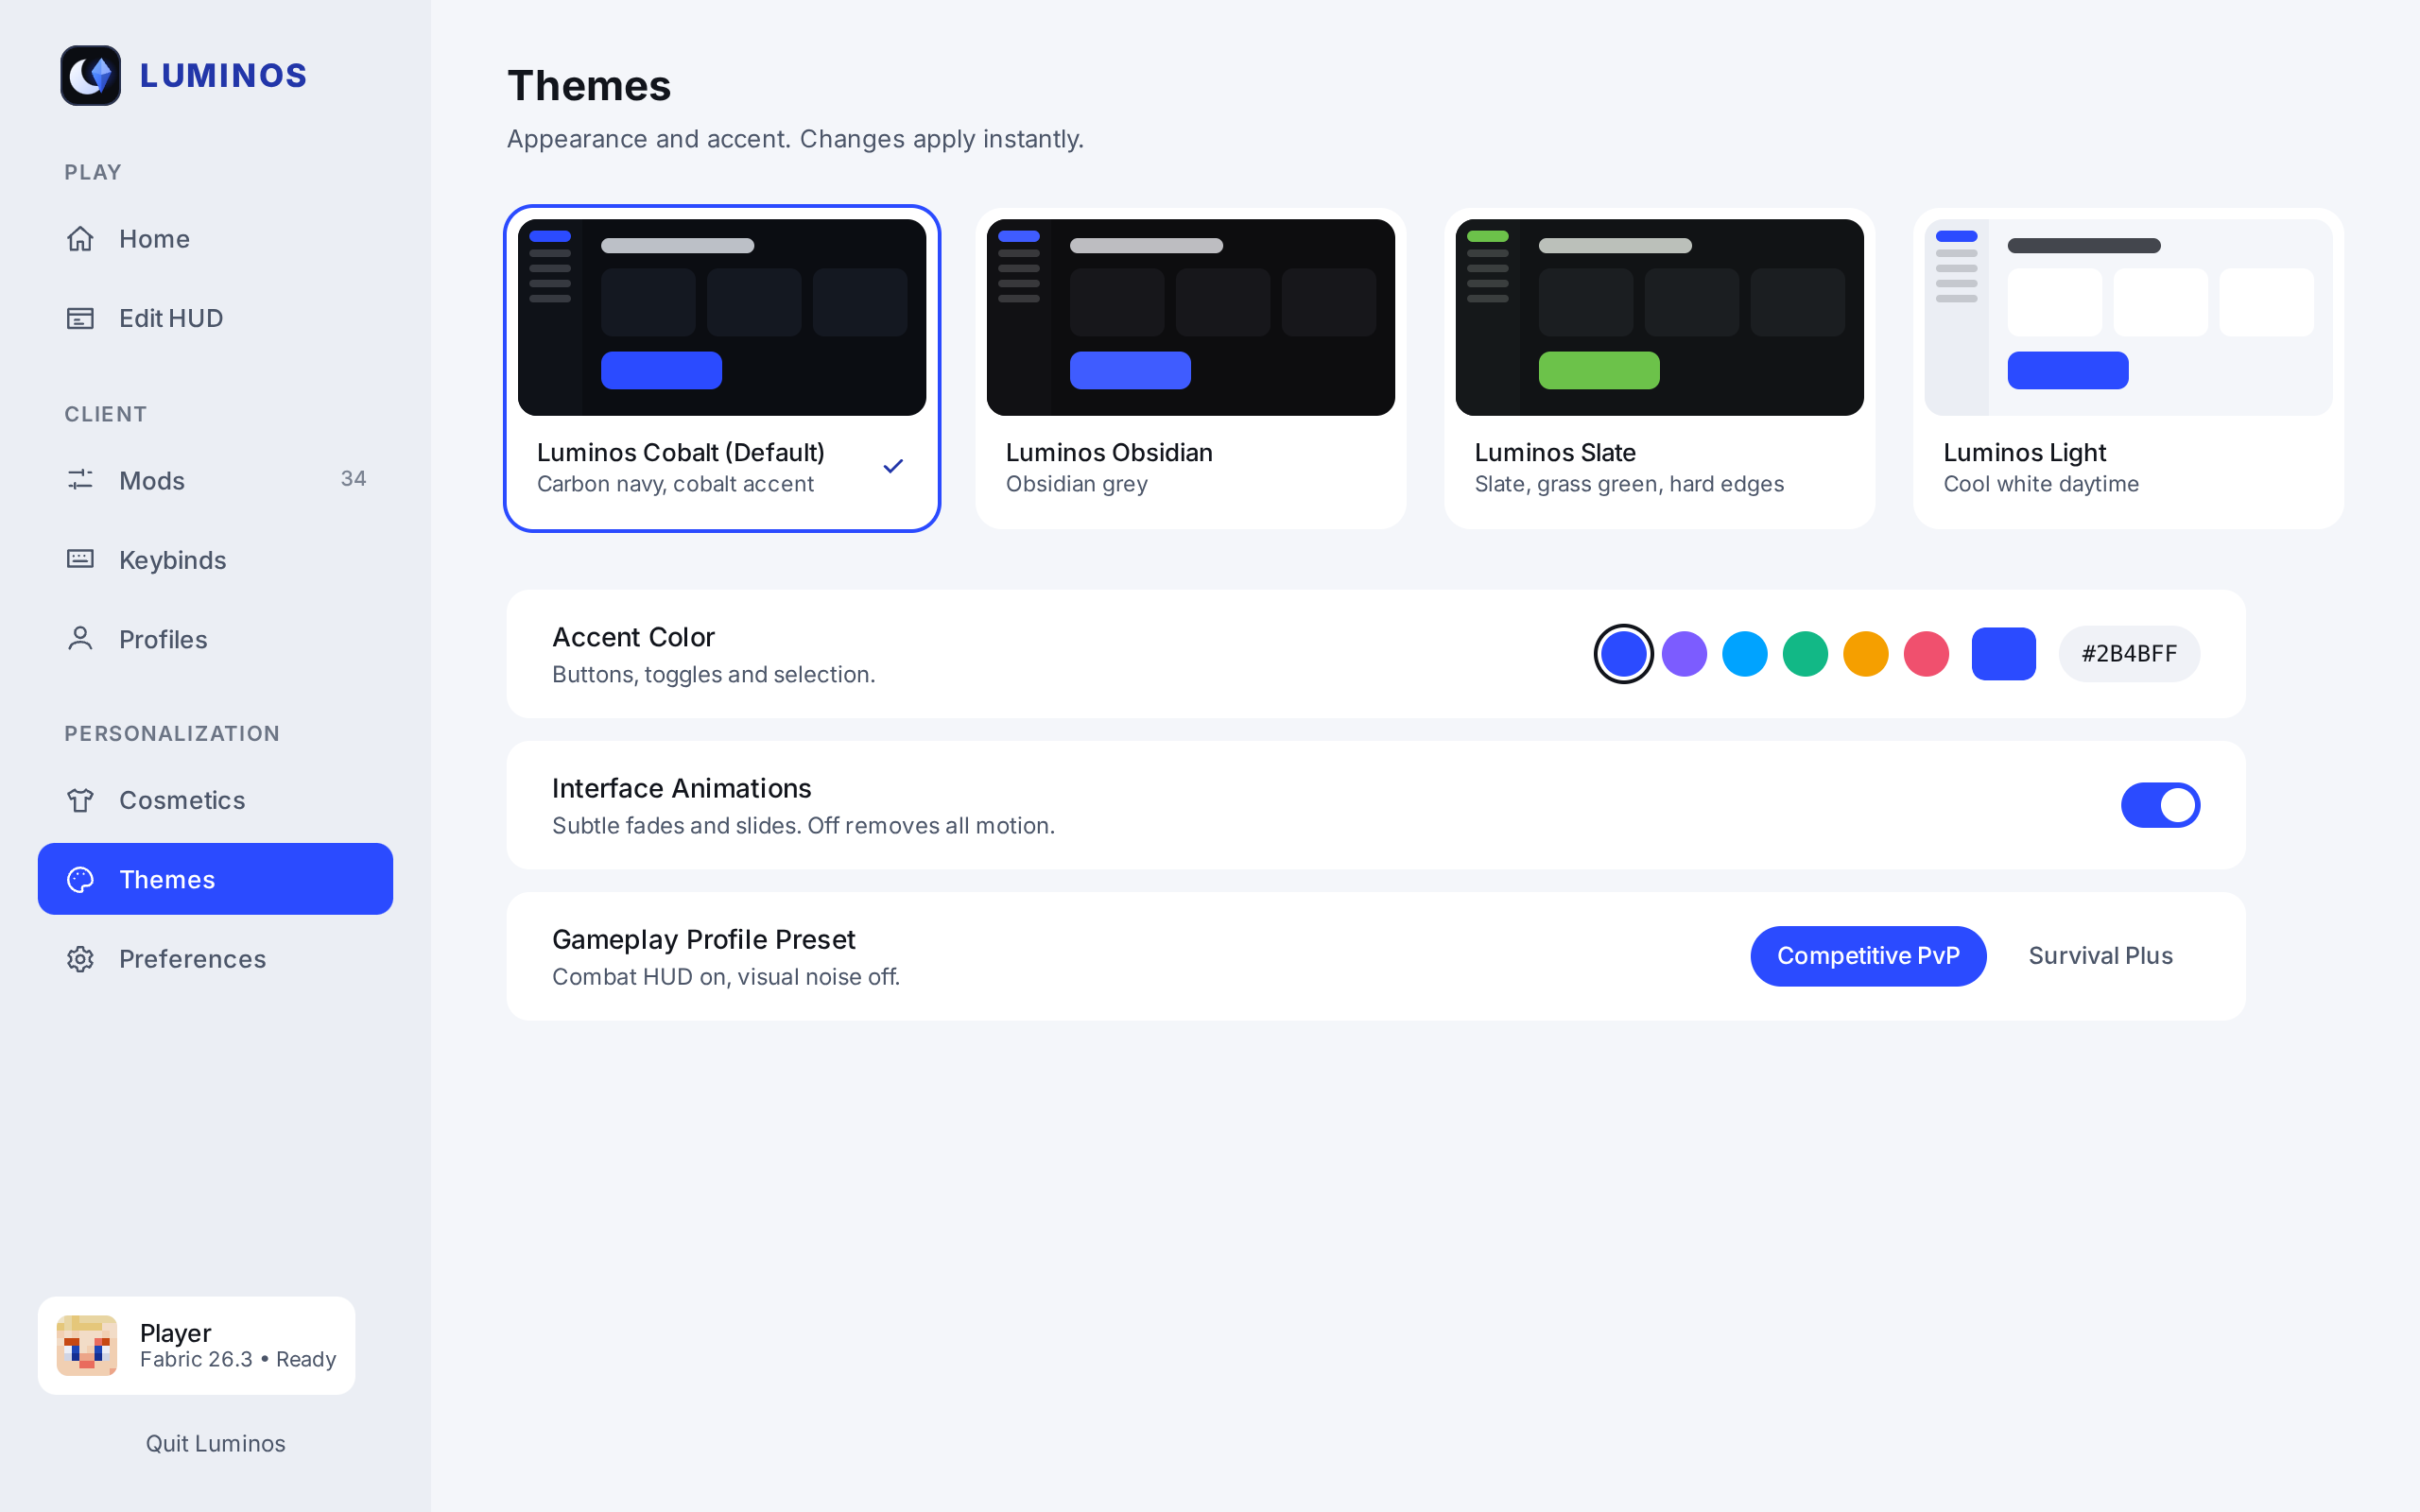 LUMINOS
PLAY
Home
Edit HUD
CLIENT
Mods 34
Keybinds
Profiles
PERSONALIZATION
Cosmetics
Themes
Preferences
Player
Fabric 26.3 • Ready
Quit Luminos
Themes
Appearance and accent. Changes apply instantly.
Luminos Cobalt (Default)
Carbon navy, cobalt accent
Luminos Obsidian
Obsidian grey
Luminos Slate
Slate, grass green, hard edges
Luminos Light
Cool white daytime
Accent Color
Buttons, toggles and selection.
#2B4BFF
Interface Animations
Subtle fades and slides. Off removes all motion.
Gameplay Profile Preset
Combat HUD on, visual noise off.
Competitive PvP
Survival Plus